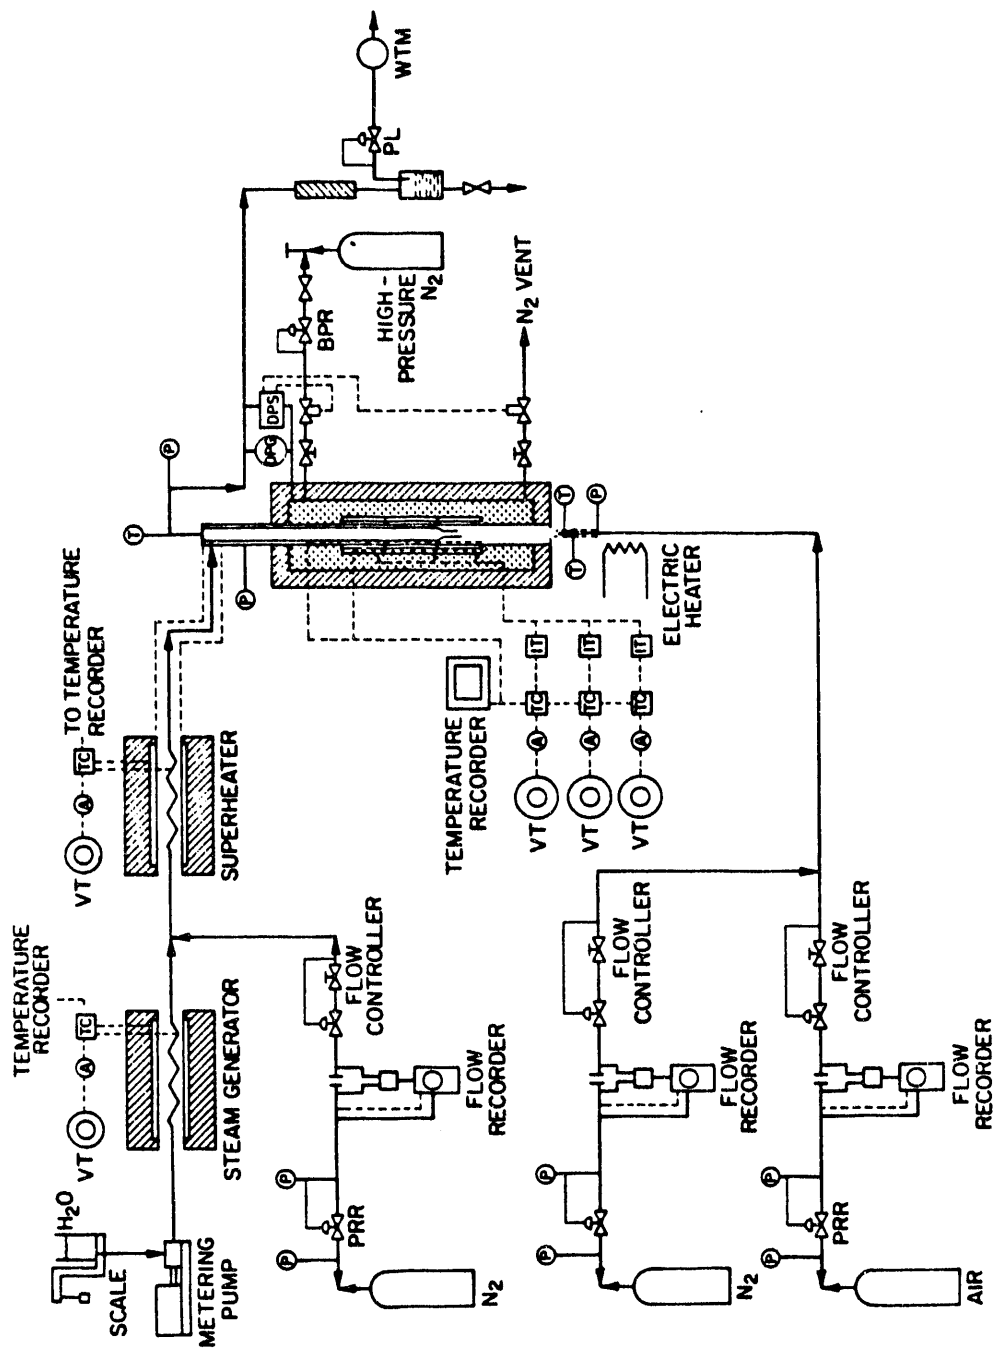 TEMPERATURE
RECORDER
VT
A
TC
H2O
SCALE
METERING
PUMP
STEAM GENERATOR
TO TEMPERATURE
RECORDER
VT
A
TC
SUPERHEATER
T
P
P
DPG
DPS
BPR
HIGH-
PRESSURE
N2
PL
WTM
N2 VENT
T
P
T
ELECTRIC
HEATER
TEMPERATURE
RECORDER
VT
A
TC
IT
VT
A
TC
IT
VT
A
TC
IT
N2
P
PRR
P
FLOW
RECORDER
FLOW
CONTROLLER
N2
P
P
FLOW
RECORDER
FLOW
CONTROLLER
AIR
P
PRR
P
FLOW
RECORDER
FLOW
CONTROLLER